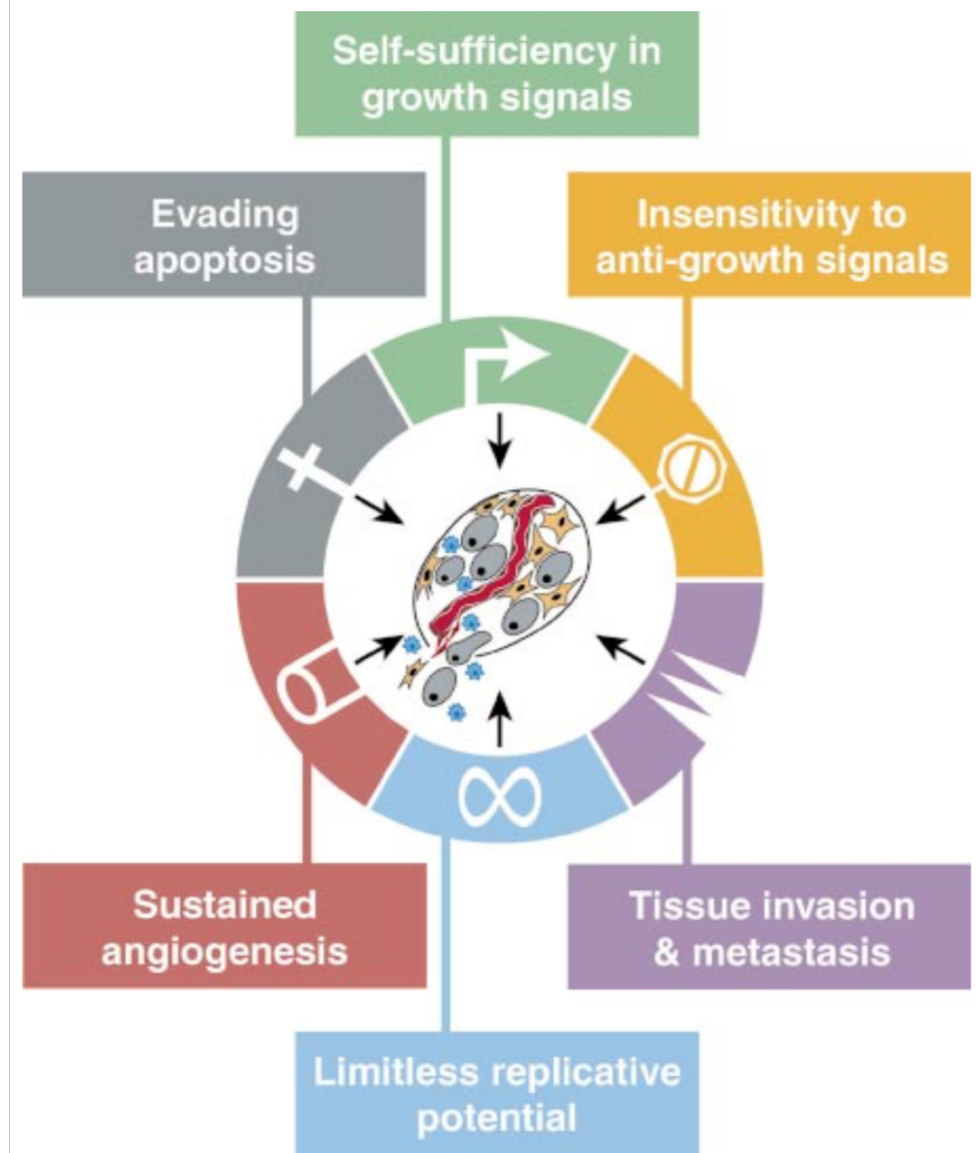 Self-sufficiency in
growth signals
Evading
apoptosis
Insensitivity to
anti-growth signals
Sustained
angiogenesis
Tissue invasion
& metastasis
Limitless replicative
potential